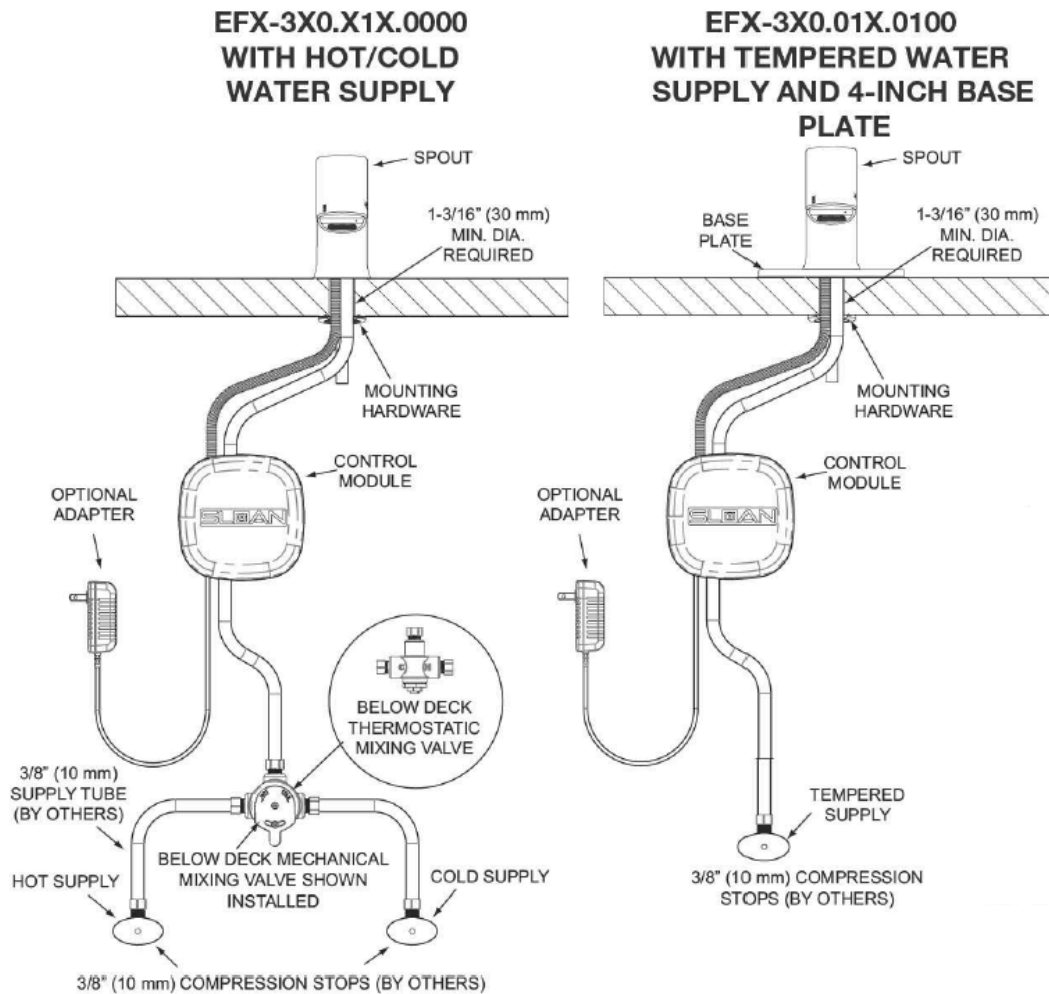 EFX-3X0.X1X.0000
WITH HOT/COLD
WATER SUPPLY
SPOUT
1-3/16" (30 mm)
MIN. DIA.
REQUIRED
MOUNTING
HARDWARE
CONTROL
MODULE
OPTIONAL
ADAPTER
SLOAN
BELOW DECK
THERMOSTATIC
MIXING VALVE
3/8" (10 mm)
SUPPLY TUBE
(BY OTHERS)
BELOW DECK MECHANICAL
MIXING VALVE SHOWN
INSTALLED
HOT SUPPLY
COLD SUPPLY
3/8" (10 mm) COMPRESSION STOPS (BY OTHERS)
EFX-3X0.01X.0100
WITH TEMPERED WATER
SUPPLY AND 4-INCH BASE
PLATE
SPOUT
BASE
PLATE
1-3/16" (30 mm)
MIN. DIA.
REQUIRED
MOUNTING
HARDWARE
CONTROL
MODULE
OPTIONAL
ADAPTER
SLOAN
TEMPERED
SUPPLY
3/8" (10 mm) COMPRESSION
STOPS (BY OTHERS)